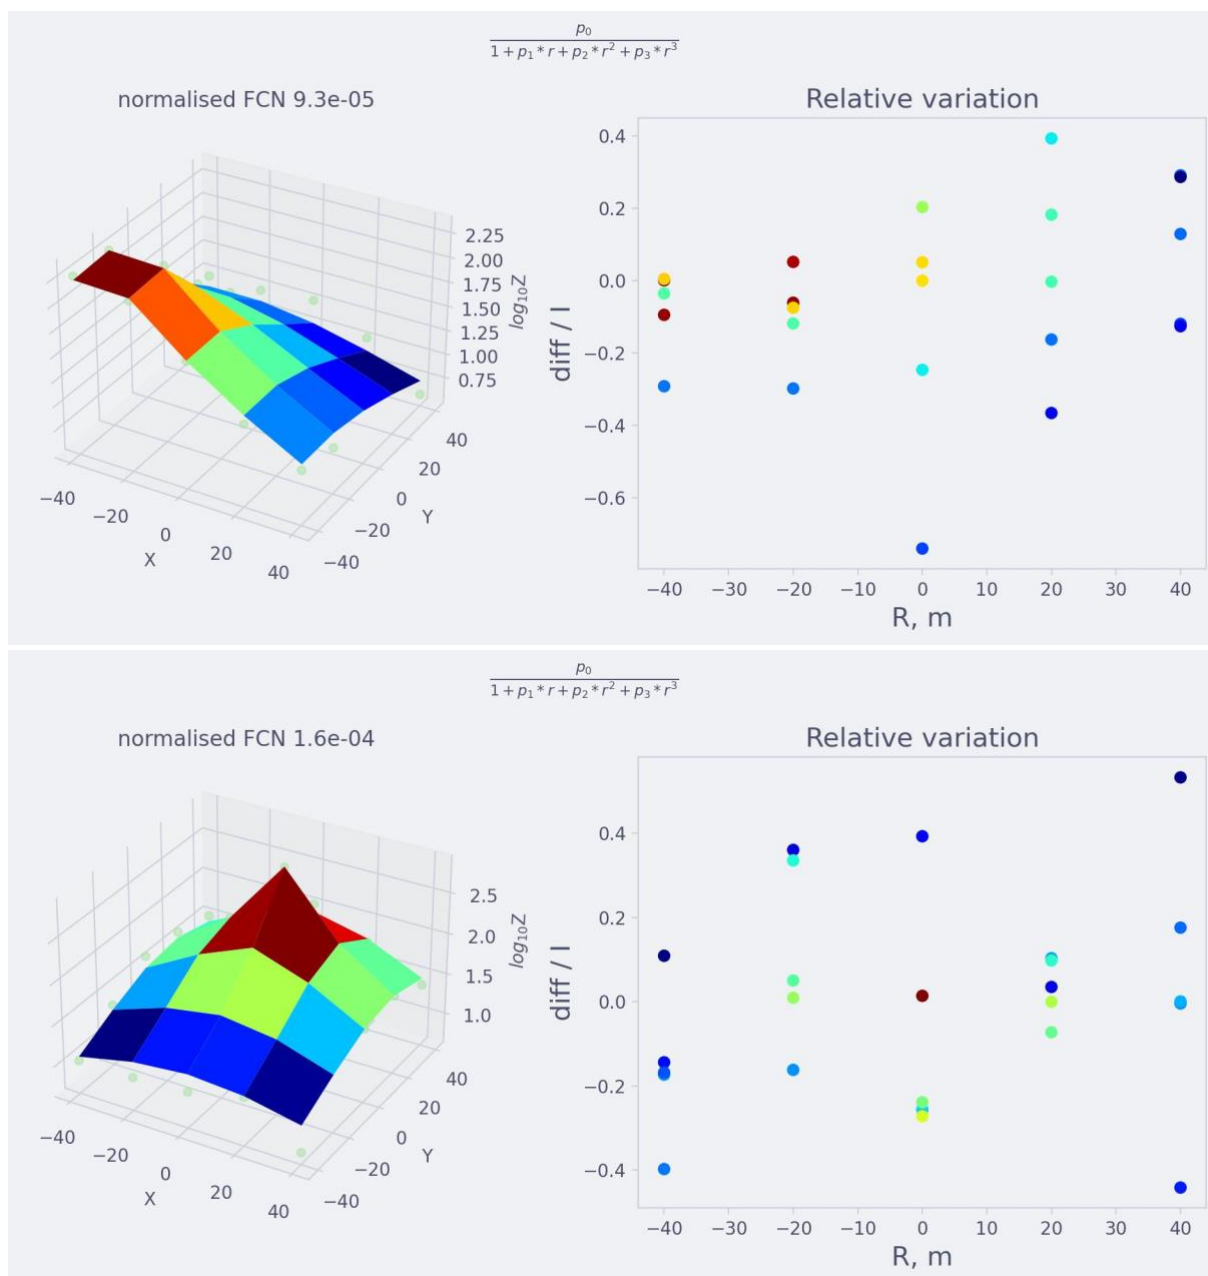 p₀
1 + p₁ * r + p₂ * r² + p₃ * r³
normalised FCN 9.3e-05
Relative variation
2.25
2.00
1.75
1.50
1.25
1.00
0.75
log₁₀Z
40
20
0
−20
−40
Y
−40
−20
0
20
40
X
0.4
0.2
0.0
−0.2
−0.4
−0.6
diff / I
−40 −30 −20 −10 0 10 20 30 40
R, m
p₀
1 + p₁ * r + p₂ * r² + p₃ * r³
normalised FCN 1.6e-04
Relative variation
2.5
2.0
1.5
1.0
log₁₀Z
40
20
0
−20
−40
Y
−40
−20
0
20
40
X
0.4
0.2
0.0
−0.2
−0.4
diff / I
−40 −30 −20 −10 0 10 20 30 40
R, m